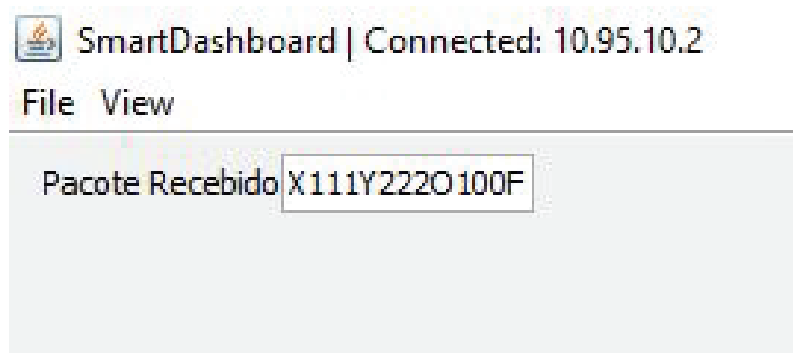 SmartDashboard | Connected: 10.95.10.2
File View
Pacote Recebido X111Y222O100F